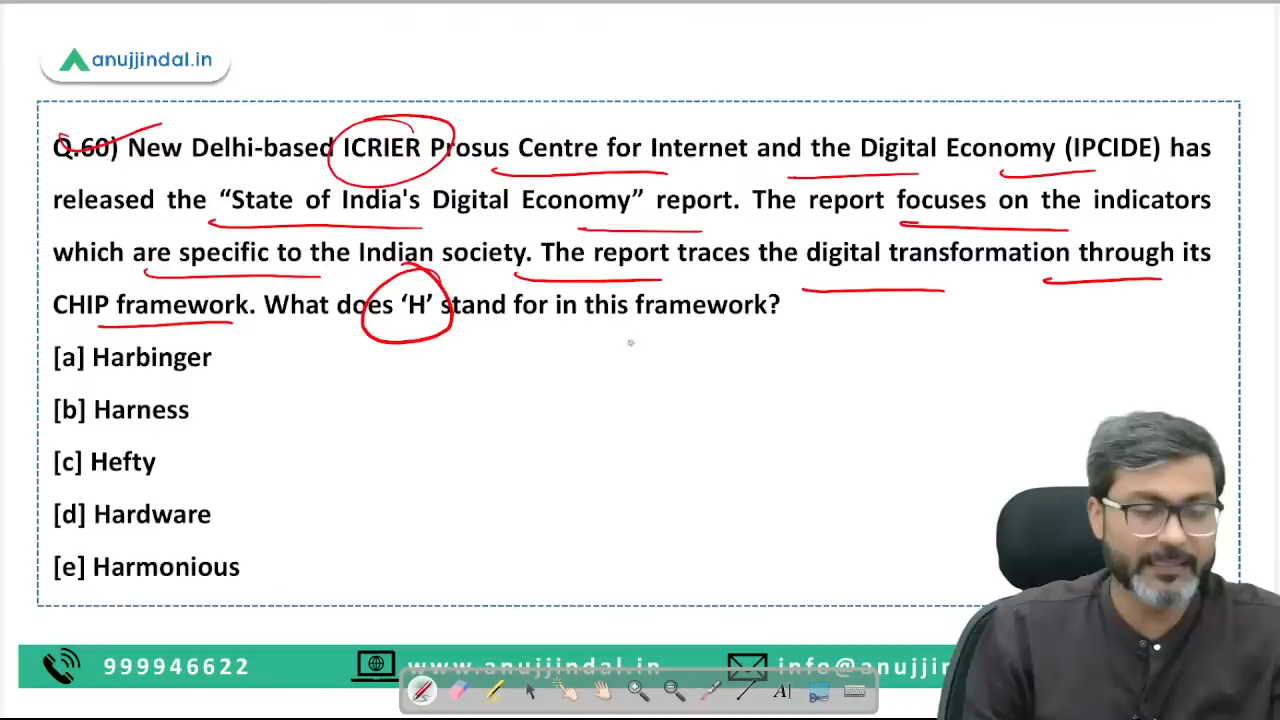 anujjindal.in
Q.60) New Delhi-based ICRIER Prosus Centre for Internet and the Digital Economy (IPCIDE) has
released the “State of India's Digital Economy” report. The report focuses on the indicators
which are specific to the Indian society. The report traces the digital transformation through its
CHIP framework. What does ‘H’ stand for in this framework?
[a] Harbinger
[b] Harness
[c] Hefty
[d] Hardware
[e] Harmonious
999946622 www.anujjindal.in info@anujjin